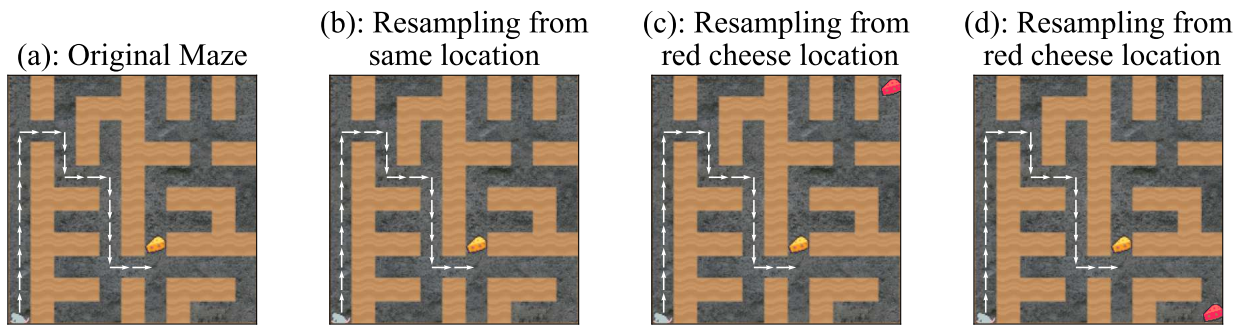 (a): Original Maze
(b): Resampling from
same location
(c): Resampling from
red cheese location
(d): Resampling from
red cheese location